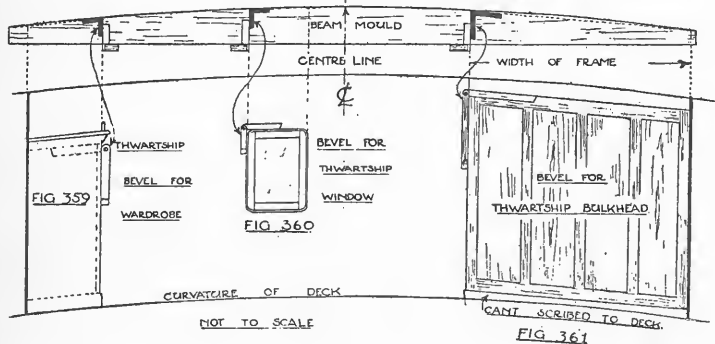 BEAM MOULD
CENTRE LINE
WIDTH OF FRAME
℄
THWARTSHIP
BEVEL FOR
WARDROBE
FIG 359
BEVEL FOR
THWARTSHIP
WINDOW
FIG 360
BEVEL FOR
THWARTSHIP BULKHEAD
CURVATURE OF DECK
NOT TO SCALE
CANT SCRIBED TO DECK.
FIG 361